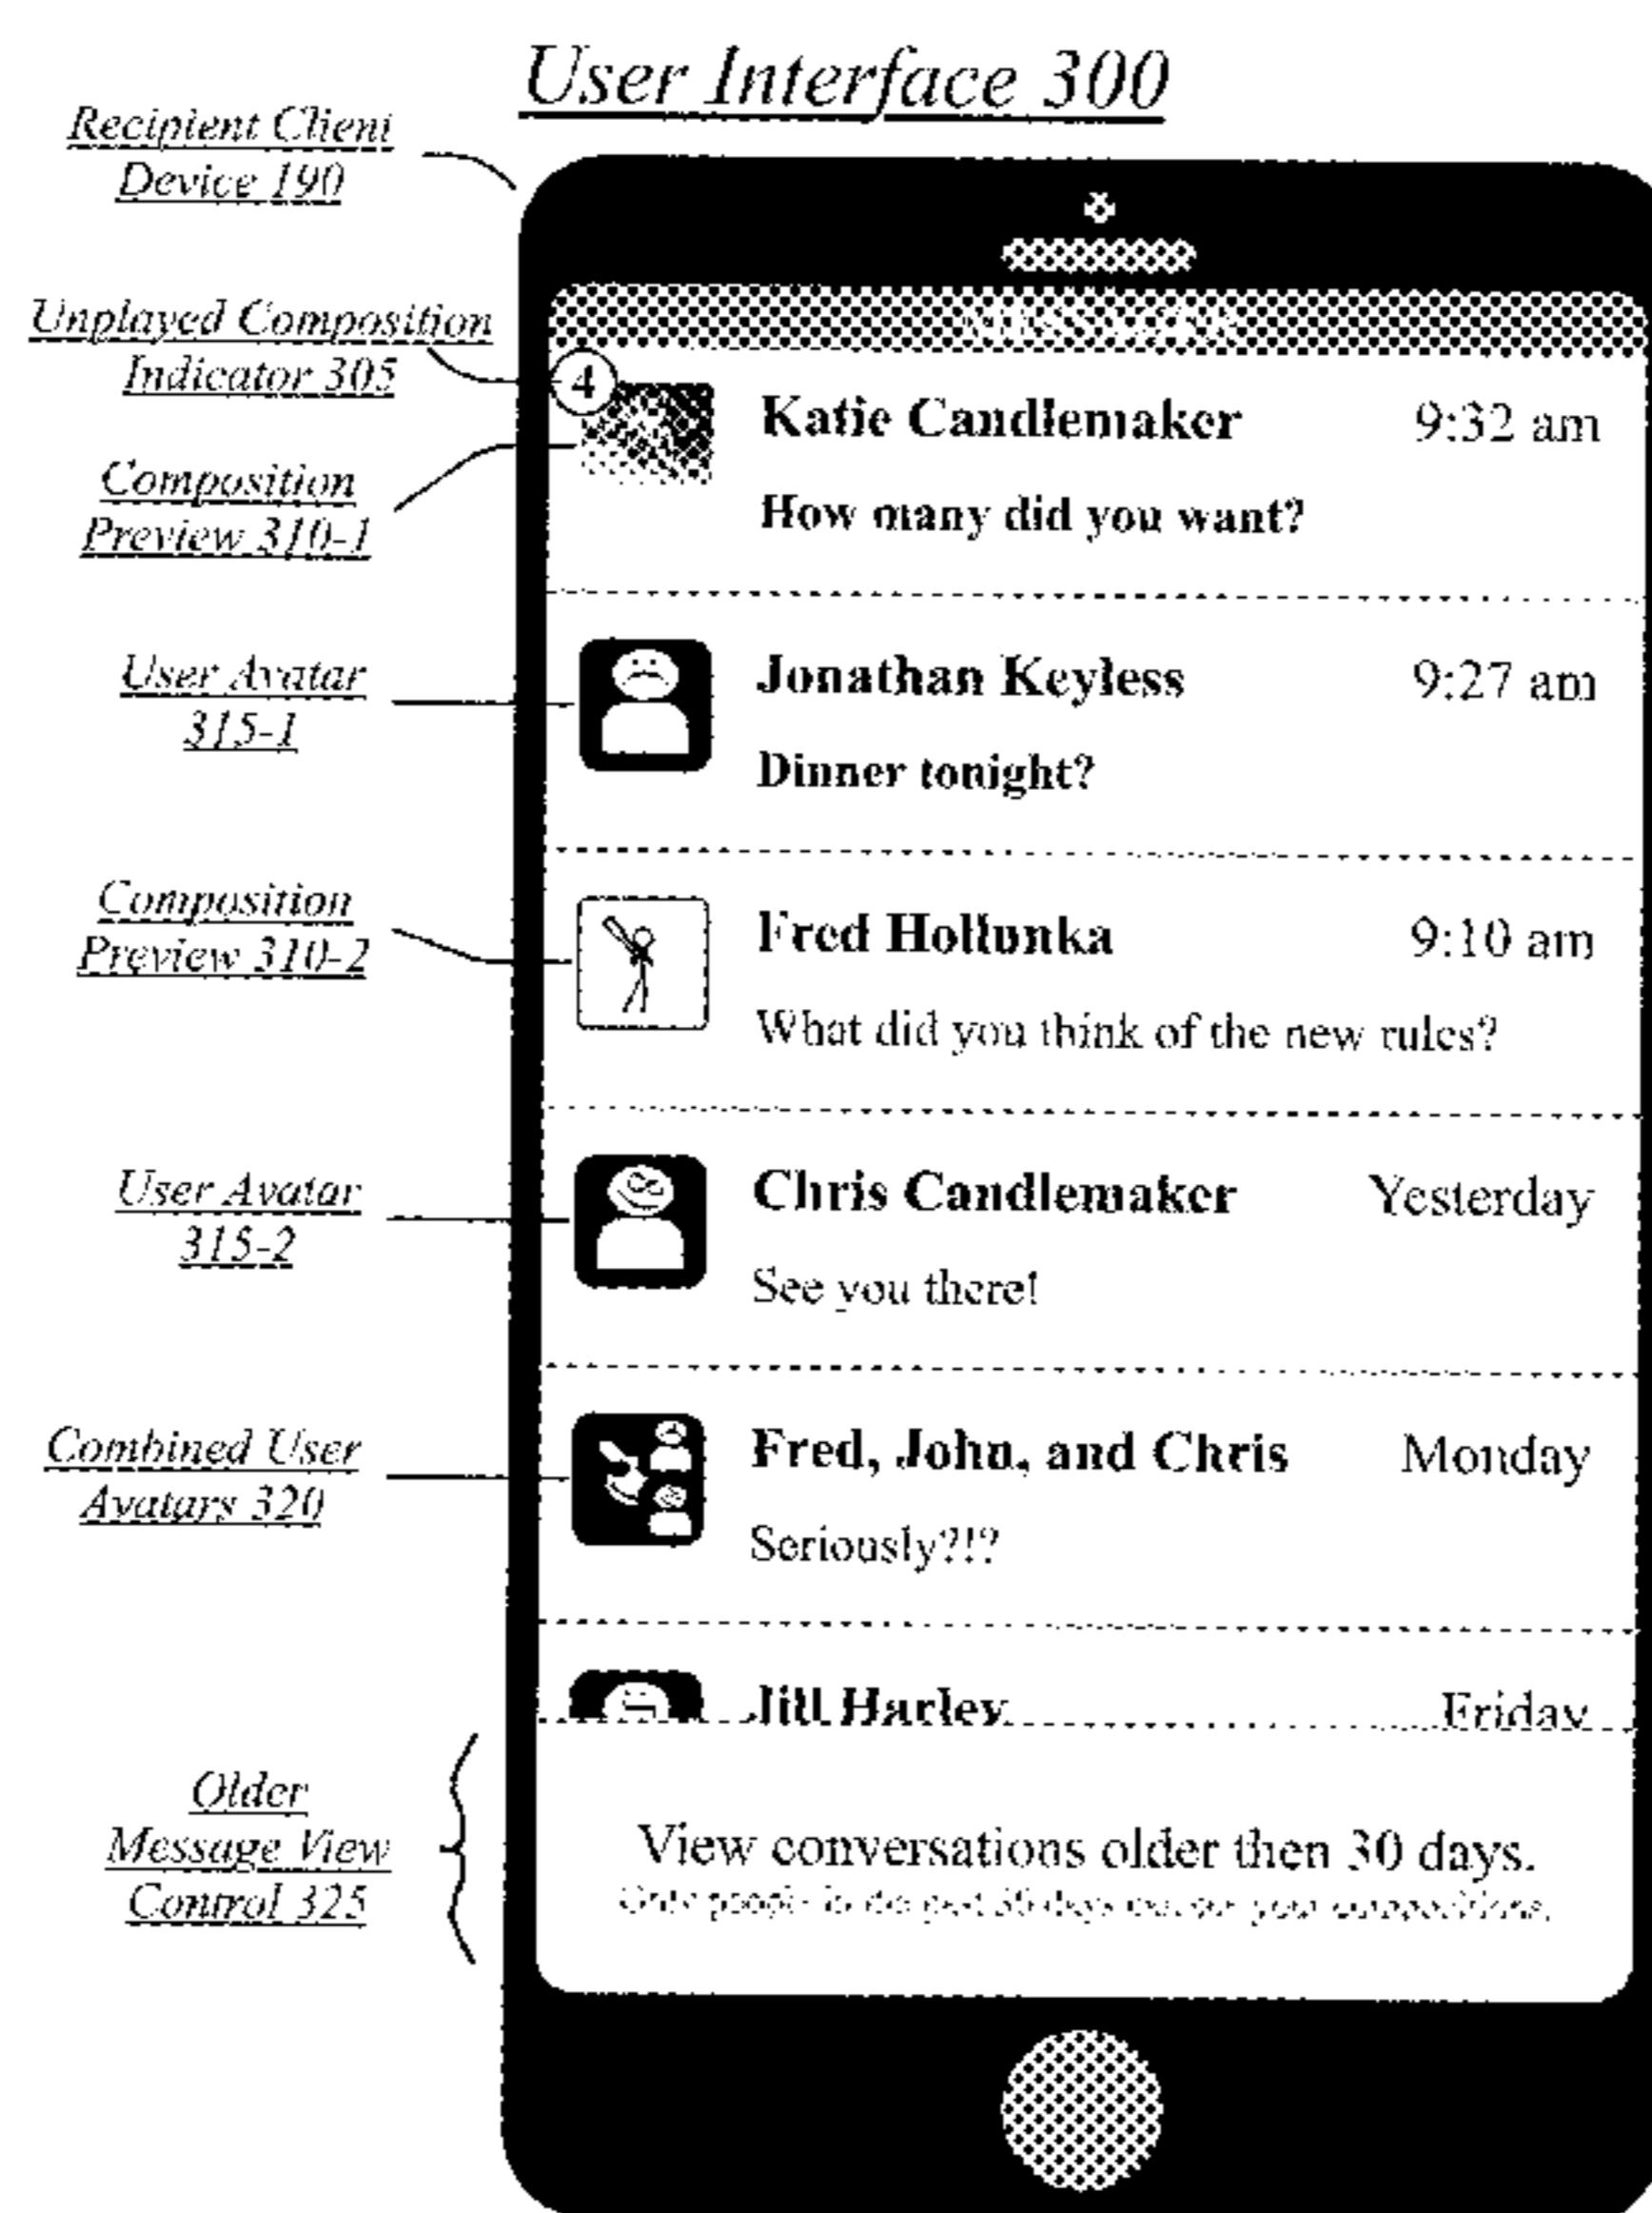 User Interface 300
Recipient Client
Device 190
Unplayed Composition
Indicator 305
4
Katie Candlemaker
9:32 am
Composition
Preview 310-1
How many did you want?
User Avatar
315-1
Jonathan Keyless
9:27 am
Dinner tonight?
Composition
Preview 310-2
Fred Hollunka
9:10 am
What did you think of the new rules?
User Avatar
315-2
Chris Candlemaker
Yesterday
See you there!
Combined User
Avatars 320
Fred, John, and Chris
Monday
Seriously?!?
Jill Harley
Friday
Older
Message View
Control 325
View conversations older then 30 days.